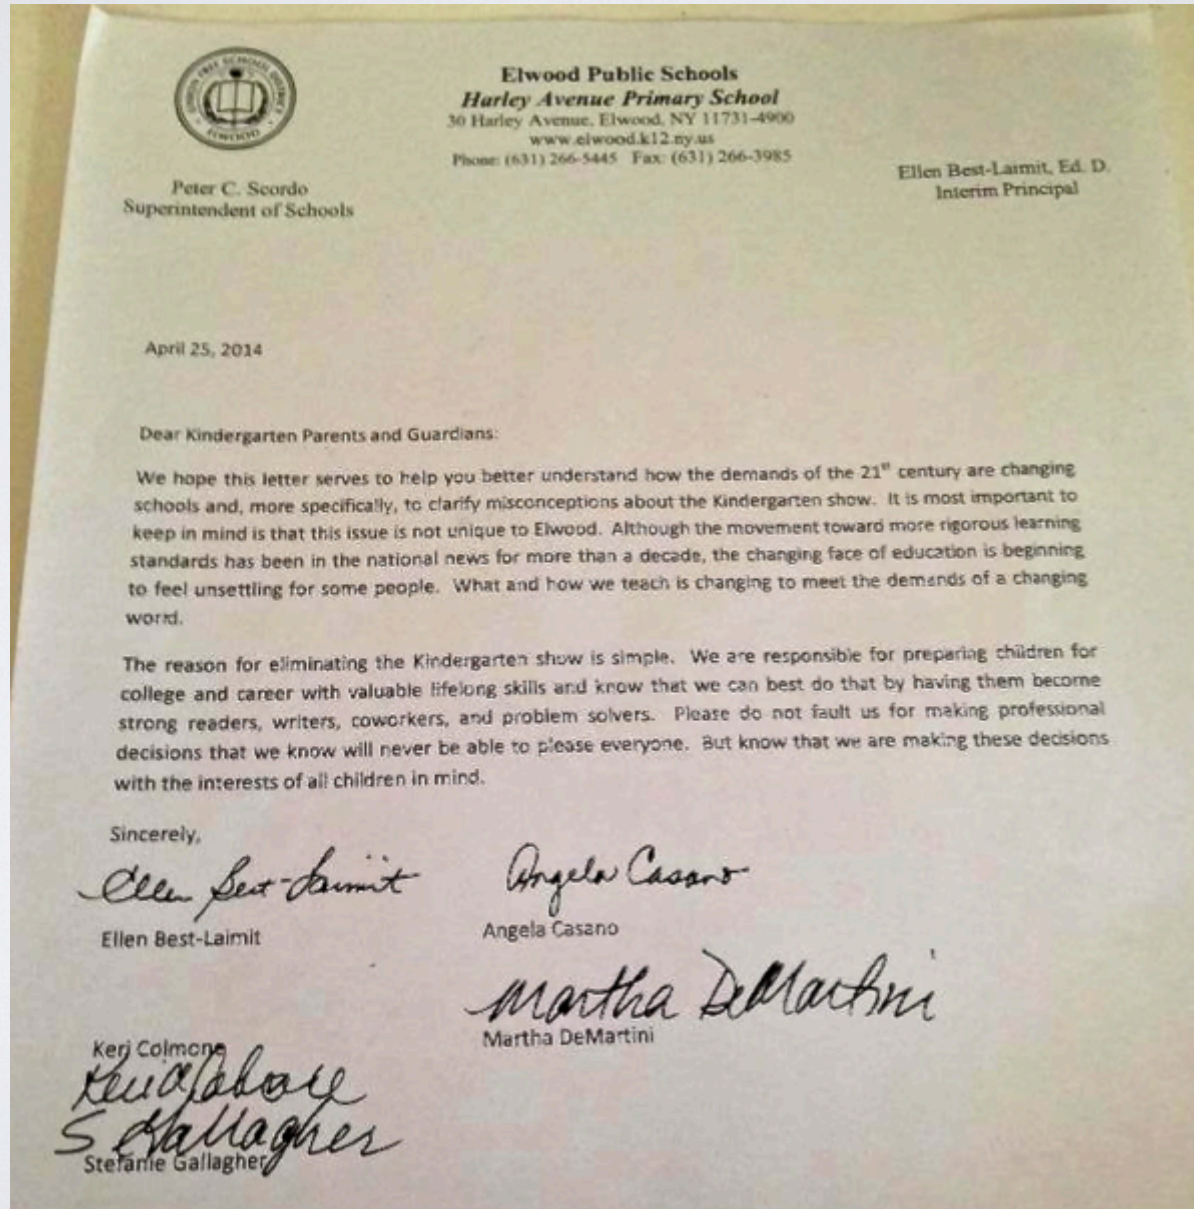 UNION FREE SCHOOL DISTRICT
ELWOOD
Peter C. Scordo
Superintendent of Schools
Elwood Public Schools
Harley Avenue Primary School
30 Harley Avenue, Elwood, NY 11731-4900
www.elwood.k12.ny.us
Phone: (631) 266-5445 Fax: (631) 266-3985
Ellen Best-Laimit, Ed. D.
Interim Principal
April 25, 2014
Dear Kindergarten Parents and Guardians:
We hope this letter serves to help you better understand how the demands of the 21st century are changing
schools and, more specifically, to clarify misconceptions about the Kindergarten show. It is most important to
keep in mind is that this issue is not unique to Elwood. Although the movement toward more rigorous learning
standards has been in the national news for more than a decade, the changing face of education is beginning
to feel unsettling for some people. What and how we teach is changing to meet the demands of a changing
world.
The reason for eliminating the Kindergarten show is simple. We are responsible for preparing children for
college and career with valuable lifelong skills and know that we can best do that by having them become
strong readers, writers, coworkers, and problem solvers. Please do not fault us for making professional
decisions that we know will never be able to please everyone. But know that we are making these decisions
with the interests of all children in mind.
Sincerely,
Ellen Best-Laimit
Ellen Best-Laimit
Angela Casano
Angela Casano
Martha DeMartini
Martha DeMartini
Keri Colmone
S Gallagher
Stefanie Gallagher